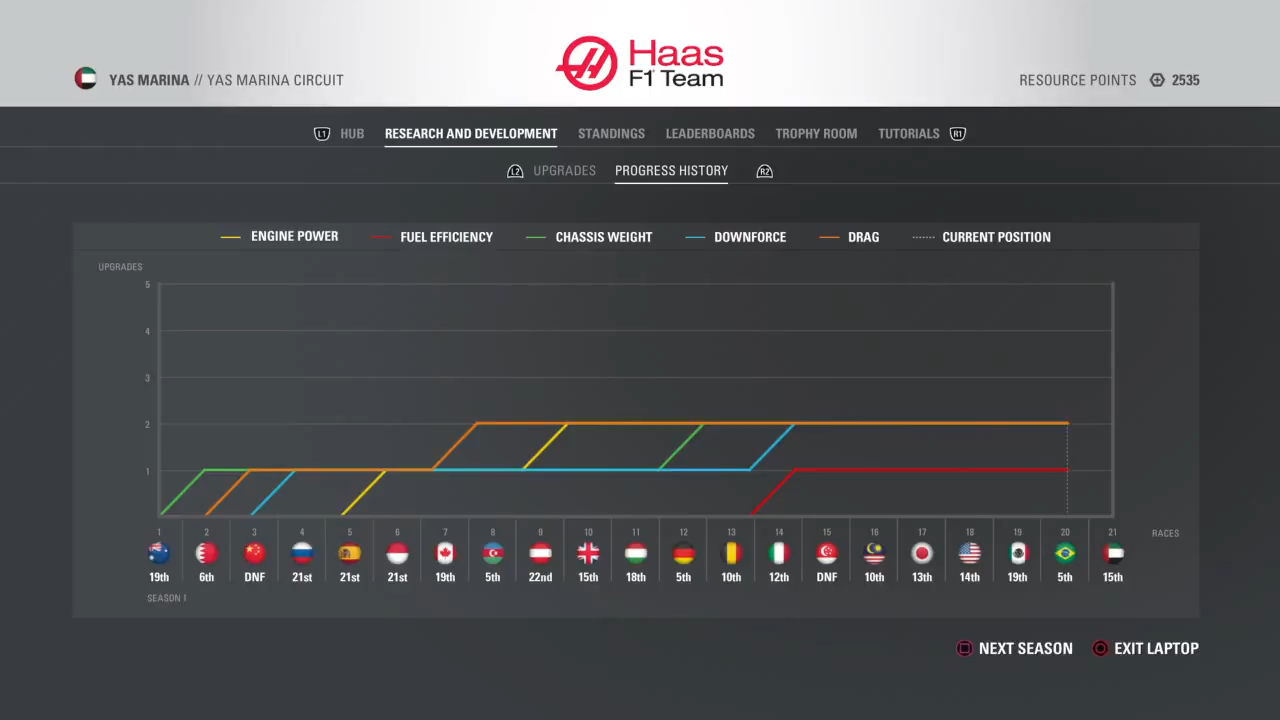 Haas
F1 Team
YAS MARINA // YAS MARINA CIRCUIT
RESOURCE POINTS 2535
L1 HUB RESEARCH AND DEVELOPMENT STANDINGS LEADERBOARDS TROPHY ROOM TUTORIALS R1
L2 UPGRADES PROGRESS HISTORY R2
ENGINE POWER FUEL EFFICIENCY CHASSIS WEIGHT DOWNFORCE DRAG CURRENT POSITION
UPGRADES
5
4
3
2
1
1 2 3 4 5 6 7 8 9 10 11 12 13 14 15 16 17 18 19 20 21 RACES
19th 6th DNF 21st 21st 21st 19th 5th 22nd 15th 18th 5th 10th 12th DNF 10th 13th 14th 19th 5th 15th
SEASON 1
NEXT SEASON EXIT LAPTOP